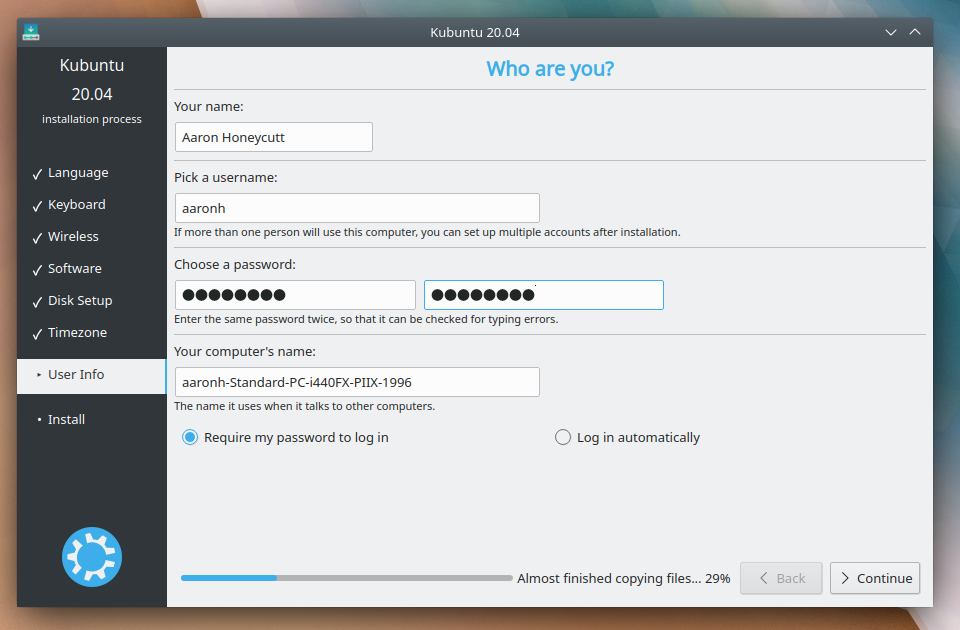 Kubuntu 20.04
Kubuntu
20.04
installation process
Language
Keyboard
Wireless
Software
Disk Setup
Timezone
User Info
Install
Who are you?
Your name:
Aaron Honeycutt
Pick a username:
aaronh
If more than one person will use this computer, you can set up multiple accounts after installation.
Choose a password:
●●●●●●●● ●●●●●●●●
Enter the same password twice, so that it can be checked for typing errors.
Your computer's name:
aaronh-Standard-PC-i440FX-PIIX-1996
The name it uses when it talks to other computers.
Require my password to log in Log in automatically
Almost finished copying files... 29% Back Continue